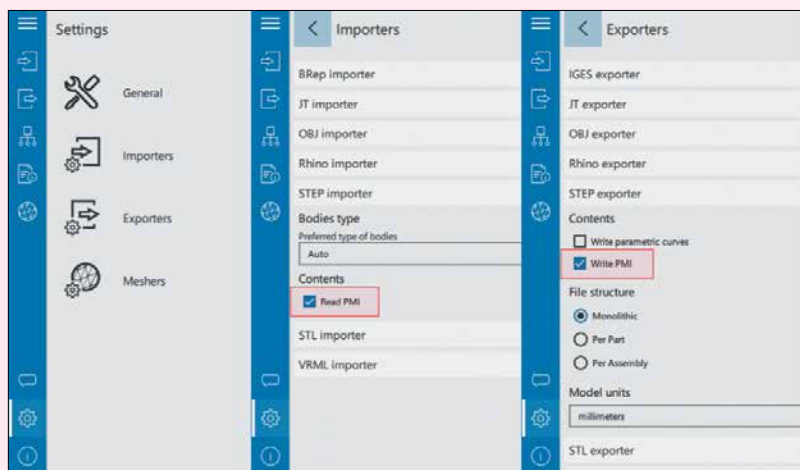 Settings
General
Importers
Exporters
Meshers
Importers
BRep importer
JT importer
OBJ importer
Rhino importer
STEP importer
Bodies type
Preferred type of bodies
Auto
Contents
Read PMI
STL importer
VRML importer
Exporters
IGES exporter
JT exporter
OBJ exporter
Rhino exporter
STEP exporter
Contents
Write parametric curves
Write PMI
File structure
Monolithic
Per Part
Per Assembly
Model units
millimeters
STL exporter